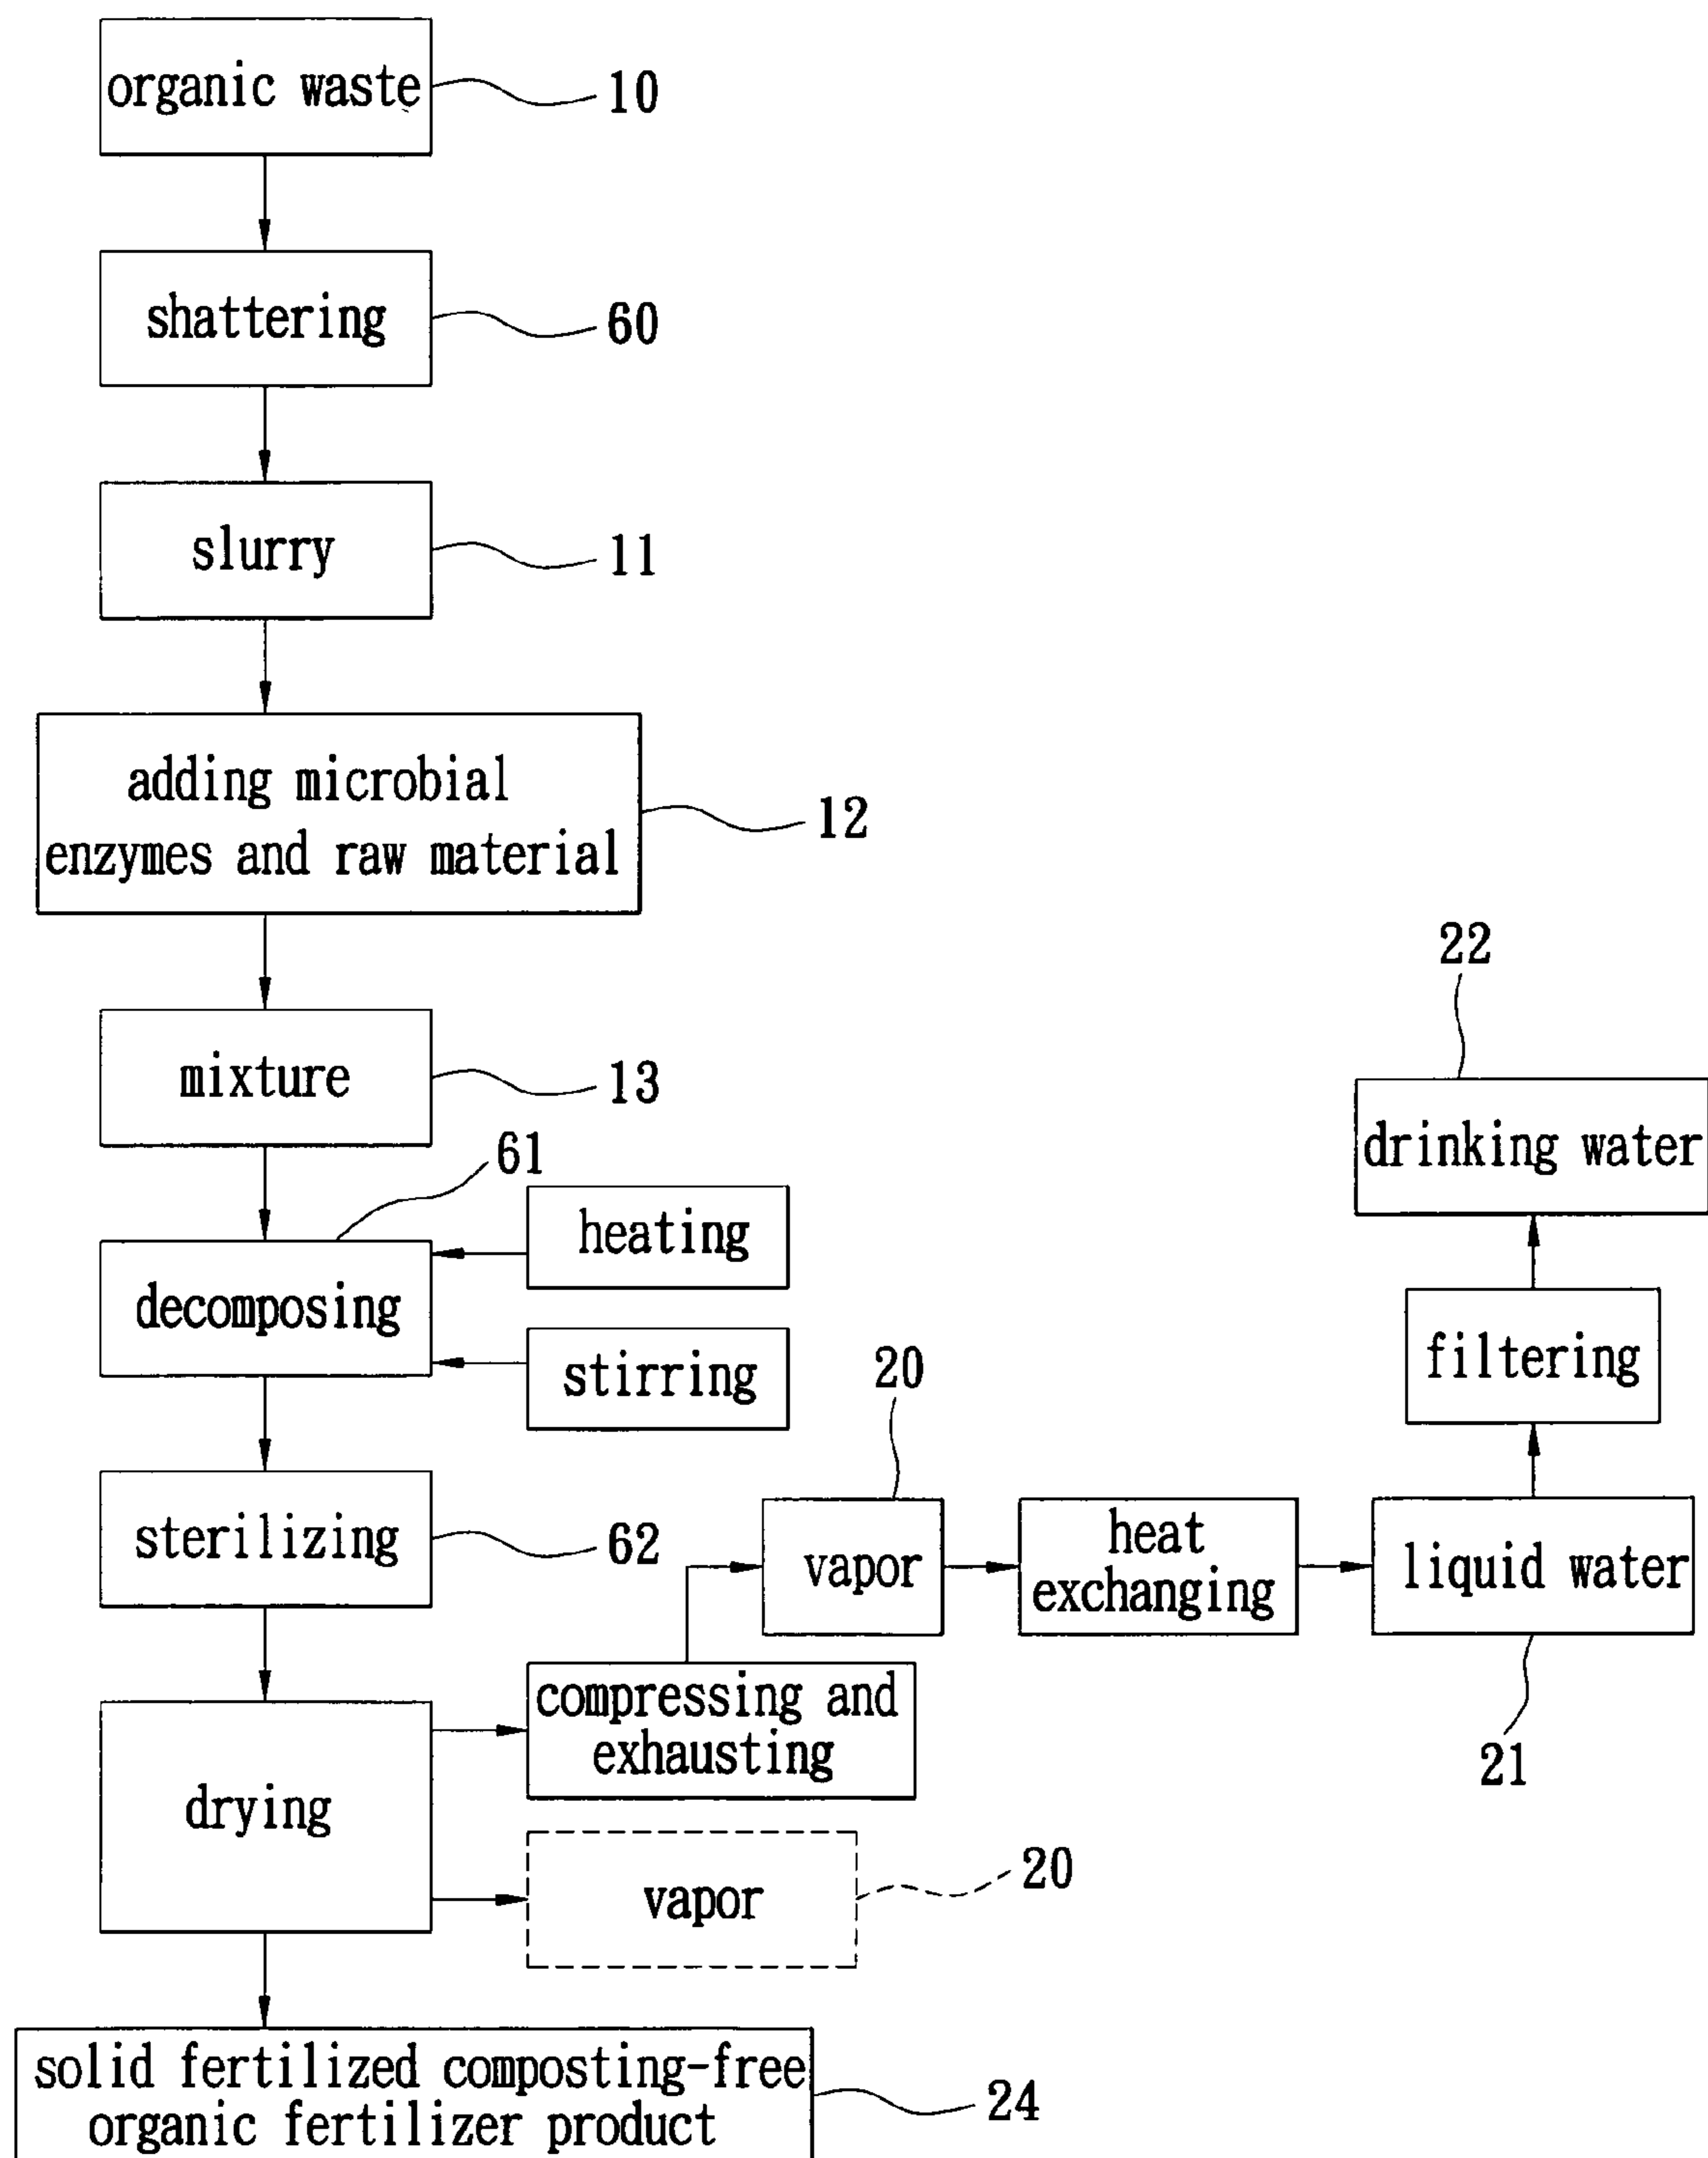 organic waste
10
shattering
60
slurry
11
adding microbial
enzymes and raw material
12
mixture
13
61
decomposing
heating
stirring
sterilizing
62
drying
compressing and
exhausting
20
vapor
heat
exchanging
liquid water
21
filtering
22
drinking water
vapor
20
solid fertilized composting-free
organic fertilizer product
24